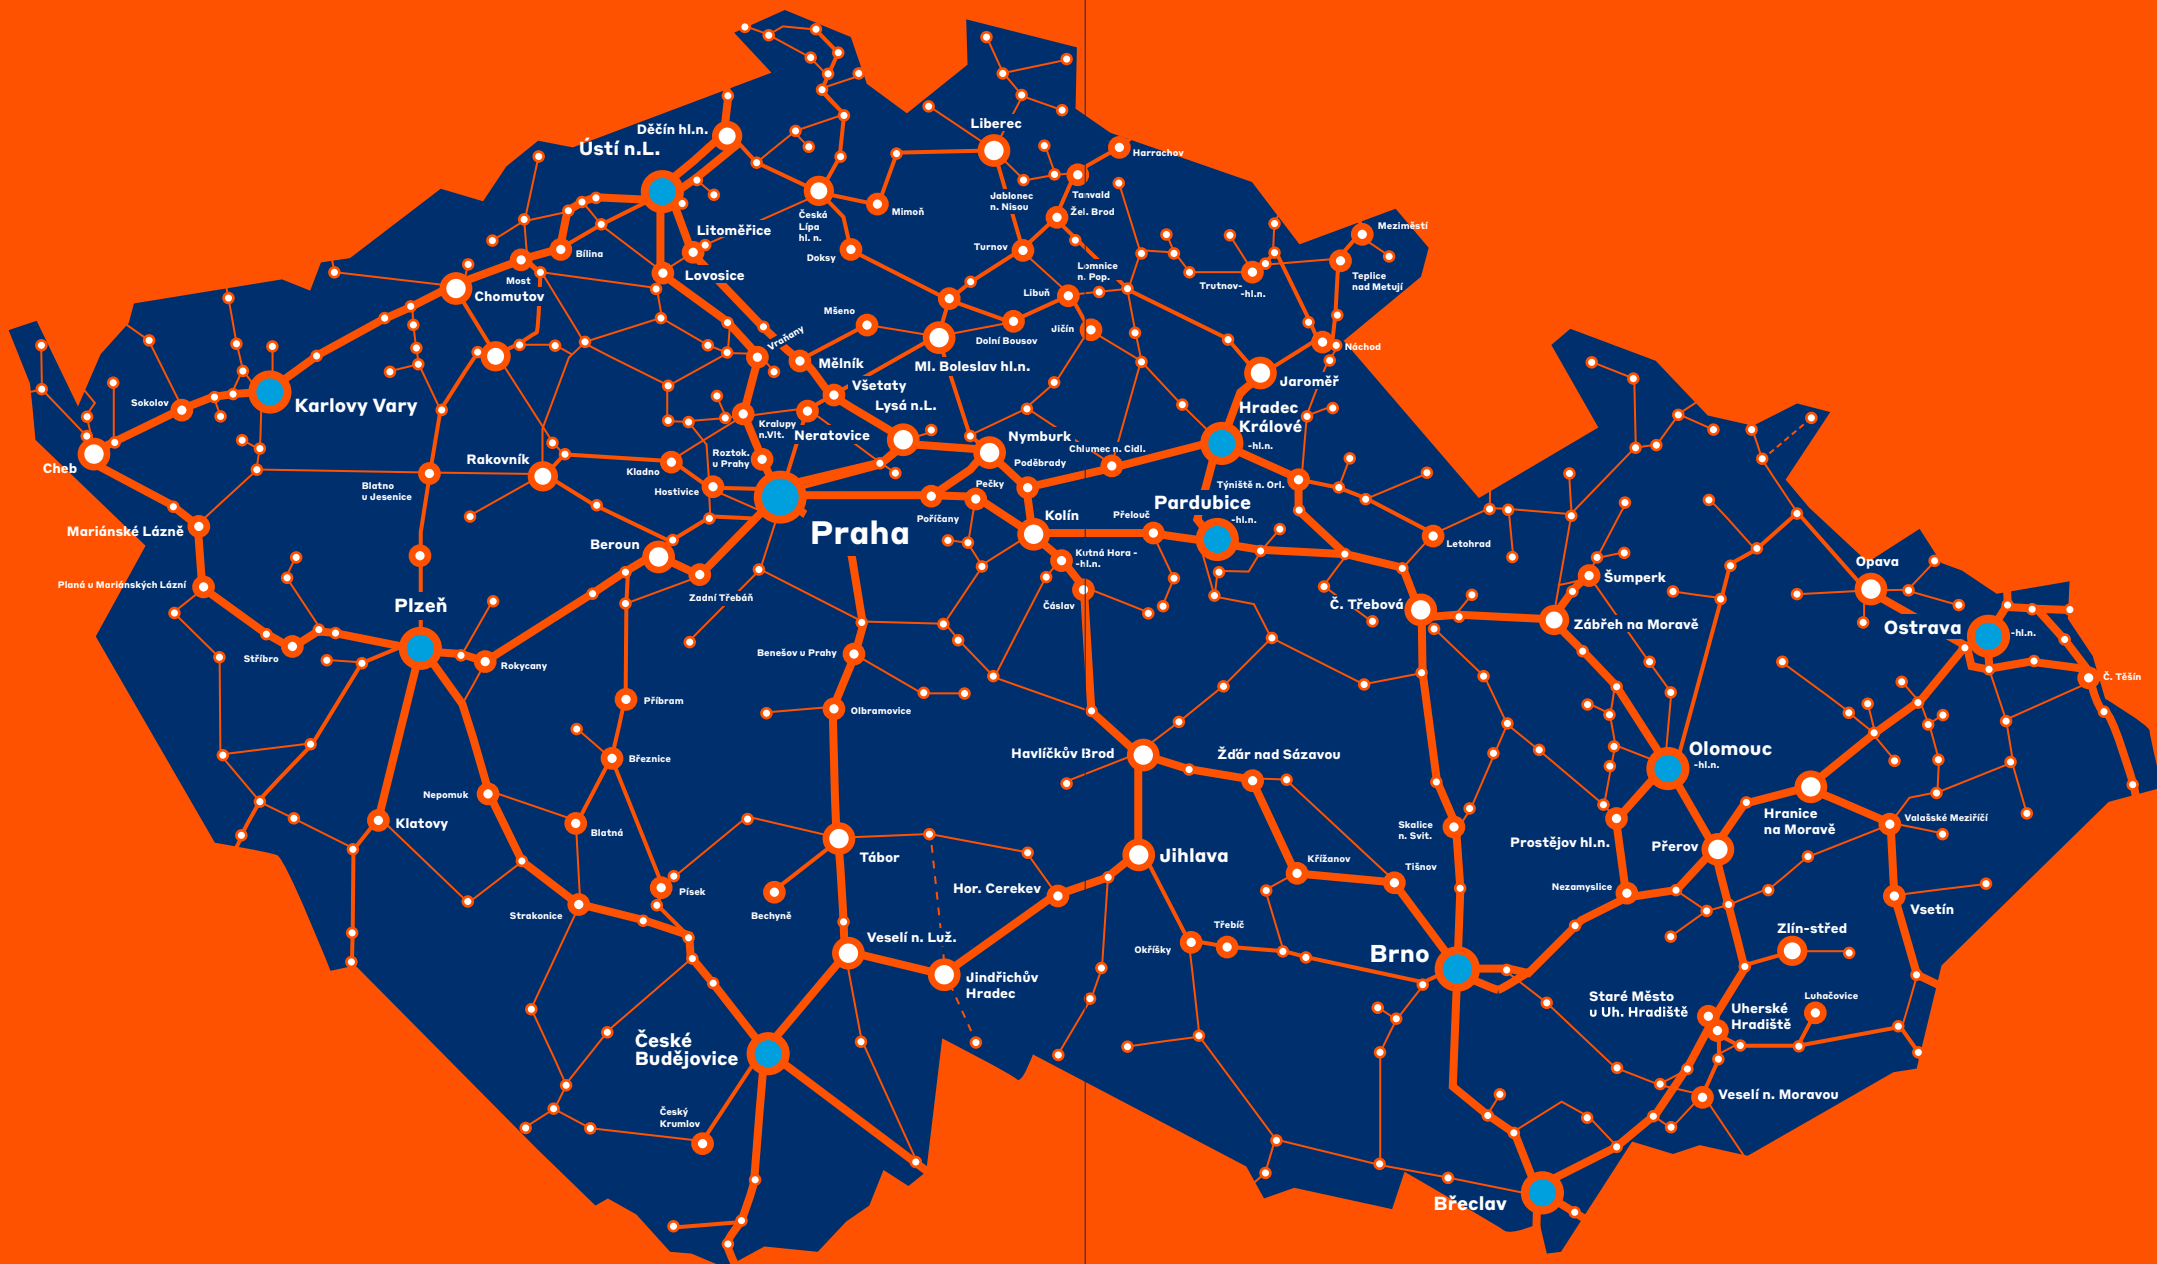 Děčín hl.n.
Ústí n.L.
Liberec
Harrachov
Jablonec
n. Nisou
Tanvald
Žel. Brod
Česká
Lípa
hl. n.
Mimoň
Litoměřice
Doksy
Turnov
Meziměstí
Bílina
Most
Chomutov
Lovosice
Lomnice
n. Pop.
Libuň
Trutnov-
-hl.n.
Teplice
nad Metují
Mšeno
Vraňany
Jičín
Dolní Bousov
Náchod
Mělník
Ml. Boleslav hl.n.
Jaroměř
Všetaty
Sokolov
Karlovy Vary
Lysá n.L.
Hradec
Králové
-hl.n.
Kralupy
n.Vlt.
Neratovice
Nymburk
Chlumec n. Cidl.
Cheb
Rakovník
Roztok.
u Prahy
Kladno
Poděbrady
Blatno
u Jesenice
Hostivice
Pečky
Týniště n. Orl.
Pardubice
-hl.n.
Mariánské Lázně
Praha
Poříčany
Kolín
Přelouč
Letohrad
Beroun
Kutná Hora -
-hl.n.
Opava
Šumperk
Planá u Mariánských Lázní
Zadní Třebáň
Čáslav
Č. Třebová
Plzeň
Zábřeh na Moravě
Ostrava
-hl.n.
Stříbro
Rokycany
Benešov u Prahy
Č. Těšín
Příbram
Olbramovice
Havlíčkův Brod
Žďár nad Sázavou
Olomouc
-hl.n.
Březnice
Nepomuk
Klatovy
Blatná
Skalice
n. Svit.
Hranice
na Moravě
Valašské Meziříčí
Tábor
Jihlava
Prostějov hl.n.
Přerov
Křižanov
Tišnov
Písek
Hor. Cerekev
Nezamyslice
Strakonice
Bechyně
Vsetín
Třebíč
Zlín-střed
Veselí n. Luž.
Okříšky
Brno
Jindřichův
Hradec
Staré Město
u Uh. Hradiště
Luhačovice
Uherské
Hradiště
České
Budějovice
Veselí n. Moravou
Český
Krumlov
Břeclav